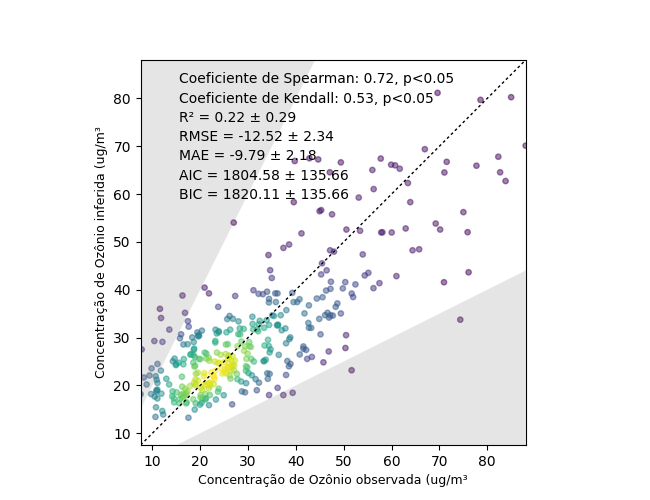 Coeficiente de Spearman: 0.72, p<0.05
Coeficiente de Kendall: 0.53, p<0.05
R² = 0.22 ± 0.29
RMSE = -12.52 ± 2.34
MAE = -9.79 ± 2.18
AIC = 1804.58 ± 135.66
BIC = 1820.11 ± 135.66
Concentração de Ozônio inferida (ug/m³
80
70
60
50
40
30
20
10
10 20 30 40 50 60 70 80
Concentração de Ozônio observada (ug/m³